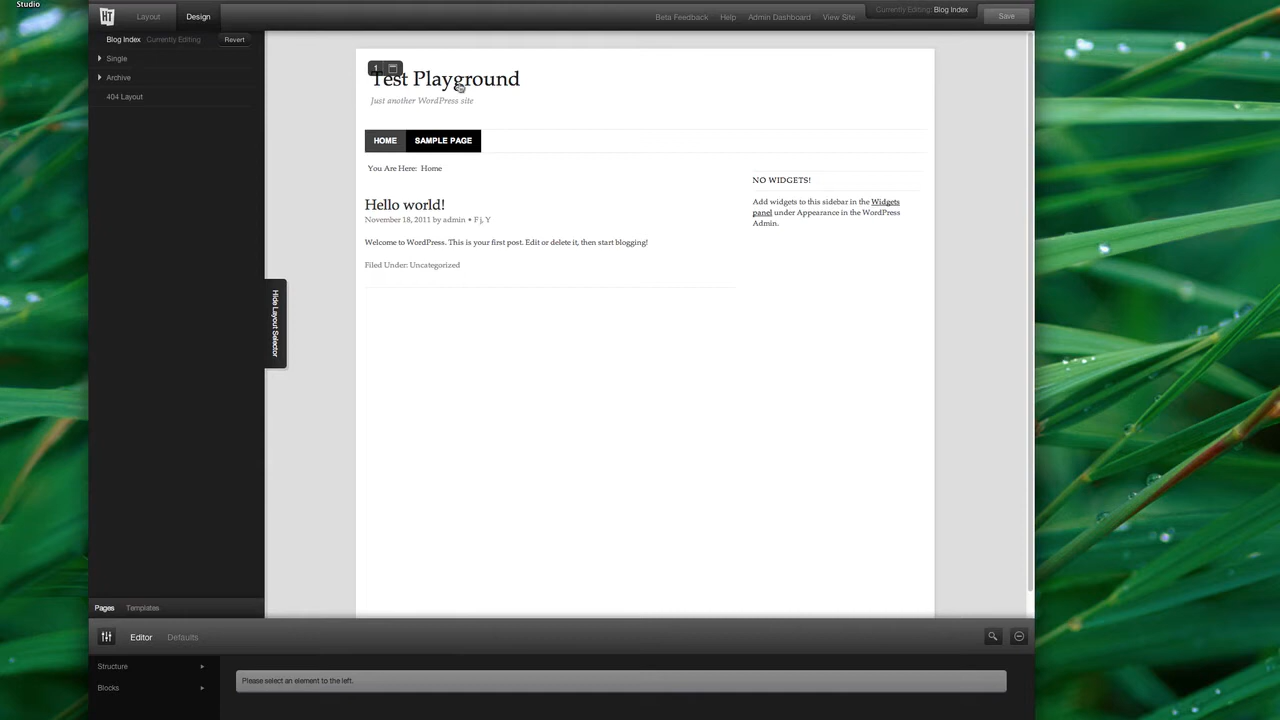 Studio
HT Layout Design Beta Feedback Help Admin Dashboard View Site Currently Editing: Blog Index Save
Blog Index Currently Editing Revert
Single
Archive
404 Layout
Hide Layout Selector
1
Test Playground
Just another WordPress site
HOME SAMPLE PAGE
You Are Here: Home
Hello world!
November 18, 2011 by admin • F j, Y
Welcome to WordPress. This is your first post. Edit or delete it, then start blogging!
Filed Under: Uncategorized
NO WIDGETS!
Add widgets to this sidebar in the Widgets
panel under Appearance in the WordPress
Admin.
Pages Templates
Editor Defaults
Structure
Blocks
Please select an element to the left.